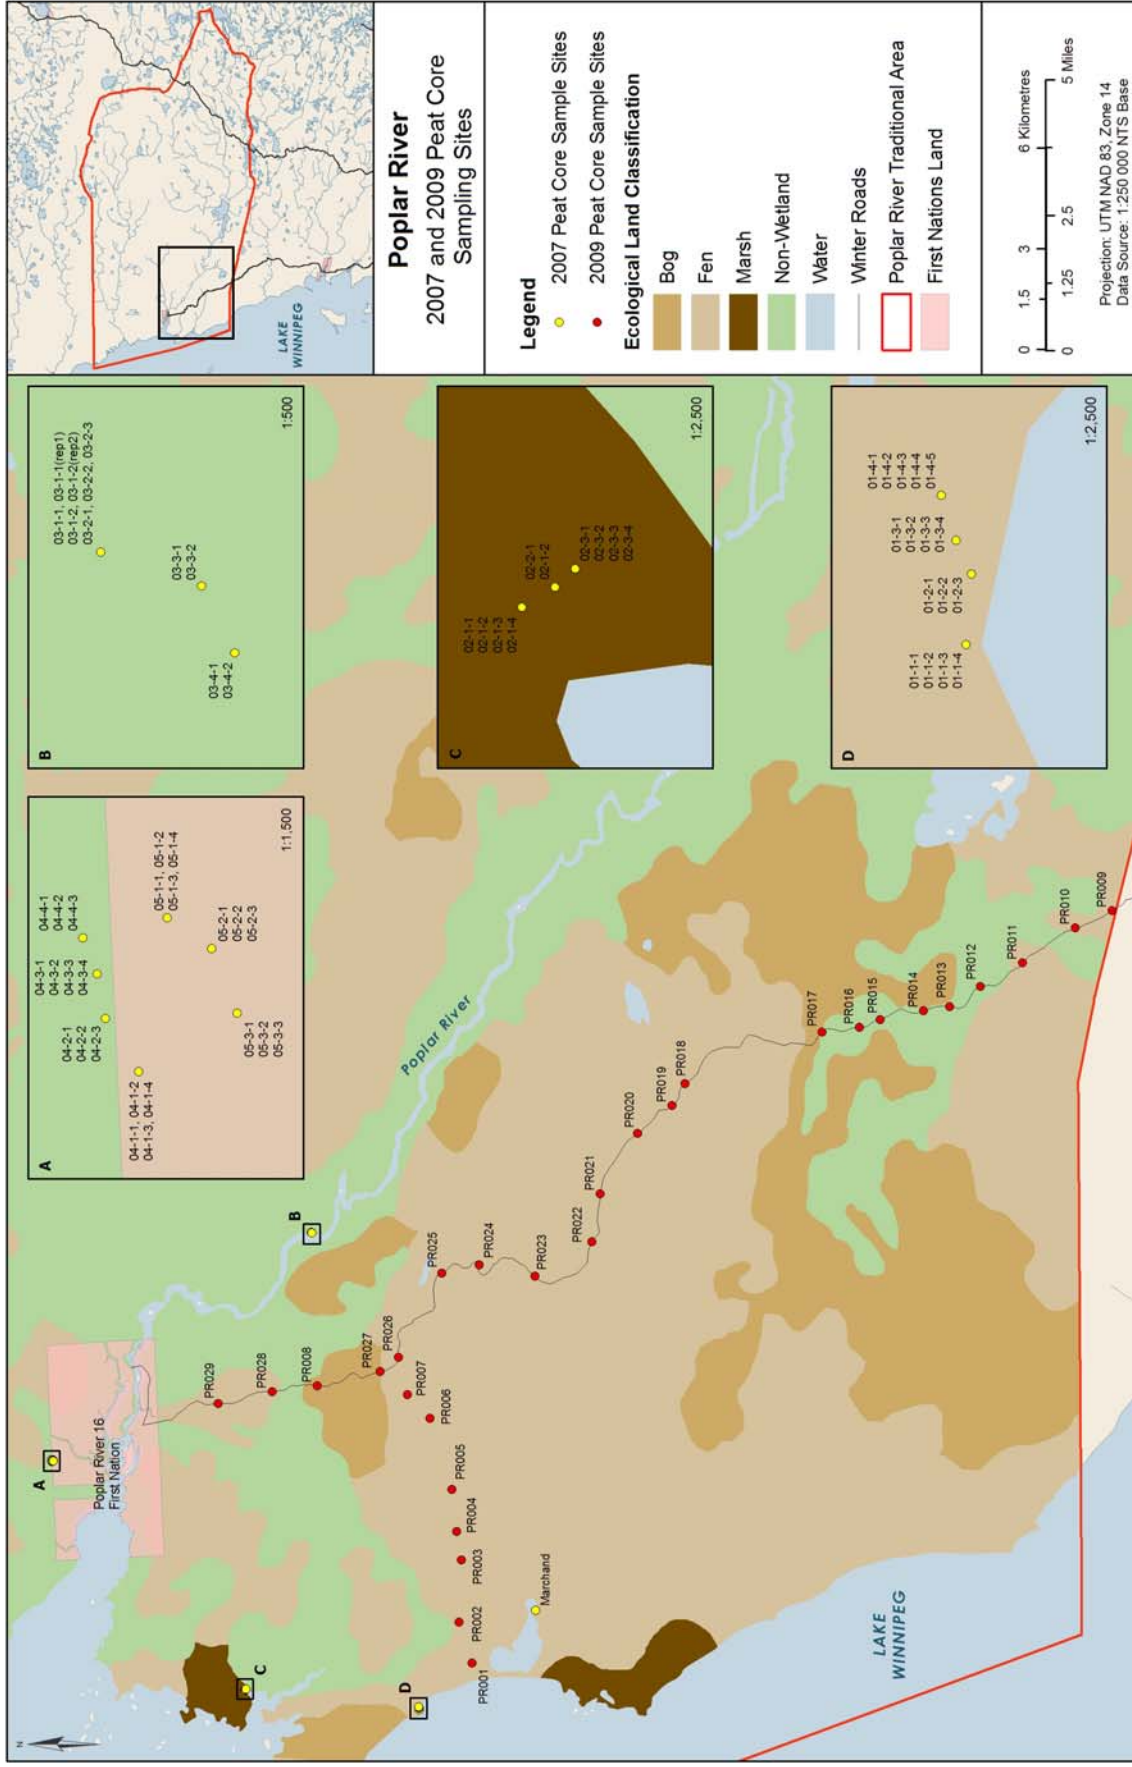 N
A
Poplar River 16
First Nation
B
C
D
Poplar River
LAKE
WINNIPEG
Marchand
PR001
PR002
PR003
PR004
PR005
PR006
PR007
PR026
PR027
PR008
PR028
PR029
PR025
PR024
PR023
PR022
PR021
PR020
PR019
PR018
PR017
PR016
PR015
PR014
PR013
PR012
PR011
PR010
PR009
A
04-1-1, 04-1-2
04-1-3, 04-1-4
04-2-1
04-2-2
04-2-3
04-3-1
04-3-2
04-3-3
04-3-4
04-4-1
04-4-2
04-4-3
05-1-1, 05-1-2
05-1-3, 05-1-4
05-2-1
05-2-2
05-2-3
05-3-1
05-3-2
05-3-3
1:1,500
B
03-1-1, 03-1-1(rep1)
03-1-2, 03-1-2(rep2)
03-2-1, 03-2-2, 03-2-3
03-3-1
03-3-2
03-4-1
03-4-2
1:500
C
02-1-1
02-1-2
02-1-3
02-1-4
02-2-1
02-1-2
02-3-1
02-3-2
02-3-3
02-3-4
1:2,500
D
01-1-1
01-1-2
01-1-3
01-1-4
01-2-1
01-2-2
01-2-3
01-3-1
01-3-2
01-3-3
01-3-4
01-4-1
01-4-2
01-4-3
01-4-4
01-4-5
1:2,500
LAKE
WINNIPEG
Poplar River
2007 and 2009 Peat Core
Sampling Sites
Legend
2007 Peat Core Sample Sites
2009 Peat Core Sample Sites
Ecological Land Classification
Bog
Fen
Marsh
Non-Wetland
Water
Winter Roads
Poplar River Traditional Area
First Nations Land
0 1.5 3 6 Kilometres
0 1.25 2.5 5 Miles
Projection: UTM NAD 83, Zone 14
Data Source: 1:250 000 NTS Base